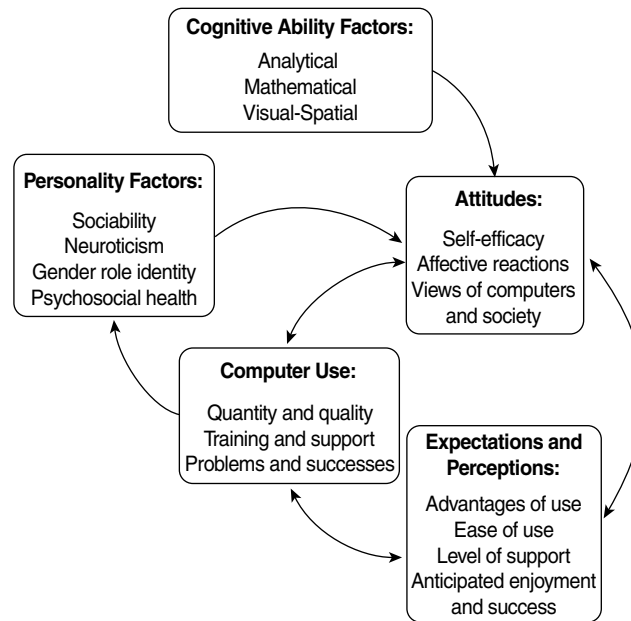 Cognitive Ability Factors:
Analytical
Mathematical
Visual-Spatial
Personality Factors:
Sociability
Neuroticism
Gender role identity
Psychosocial health
Attitudes:
Self-efficacy
Affective reactions
Views of computers
and society
Computer Use:
Quantity and quality
Training and support
Problems and successes
Expectations and
Perceptions:
Advantages of use
Ease of use
Level of support
Anticipated enjoyment
and success